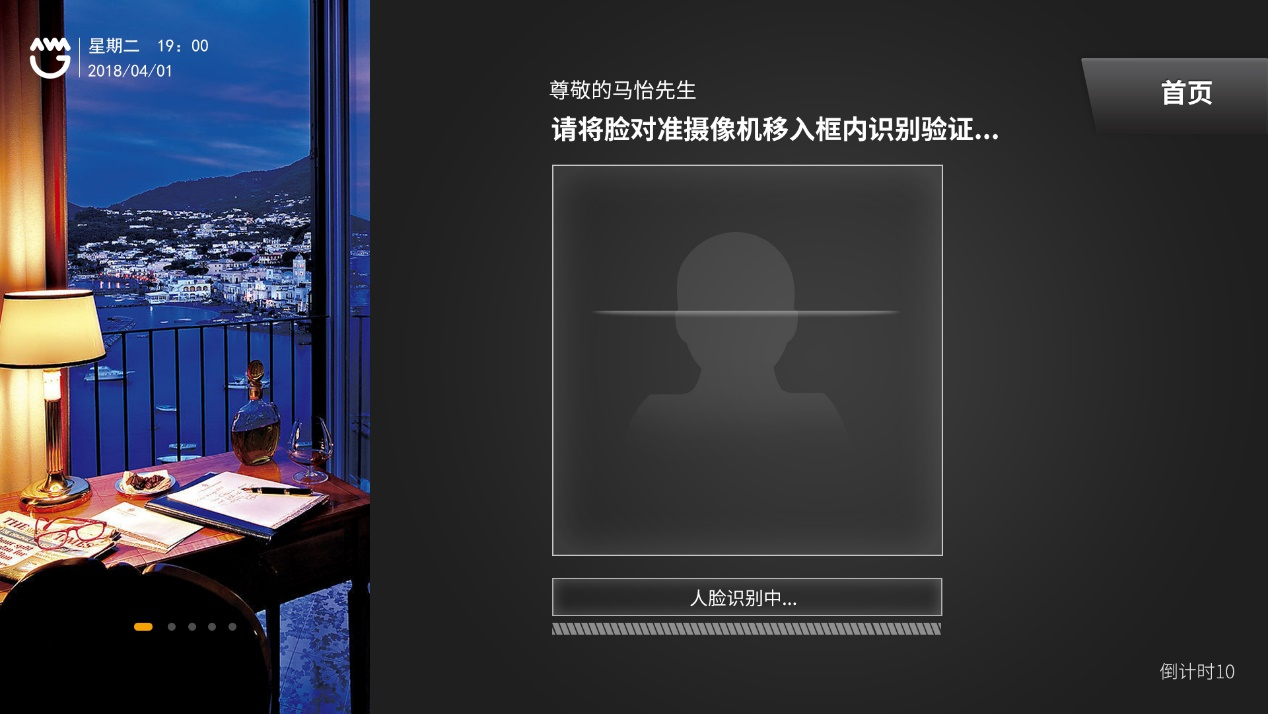 星期二 19：00
2018/04/01
首页
尊敬的马怡先生
请将脸对准摄像机移入框内识别验证...
人脸识别中...
倒计时10
THE
TIMES